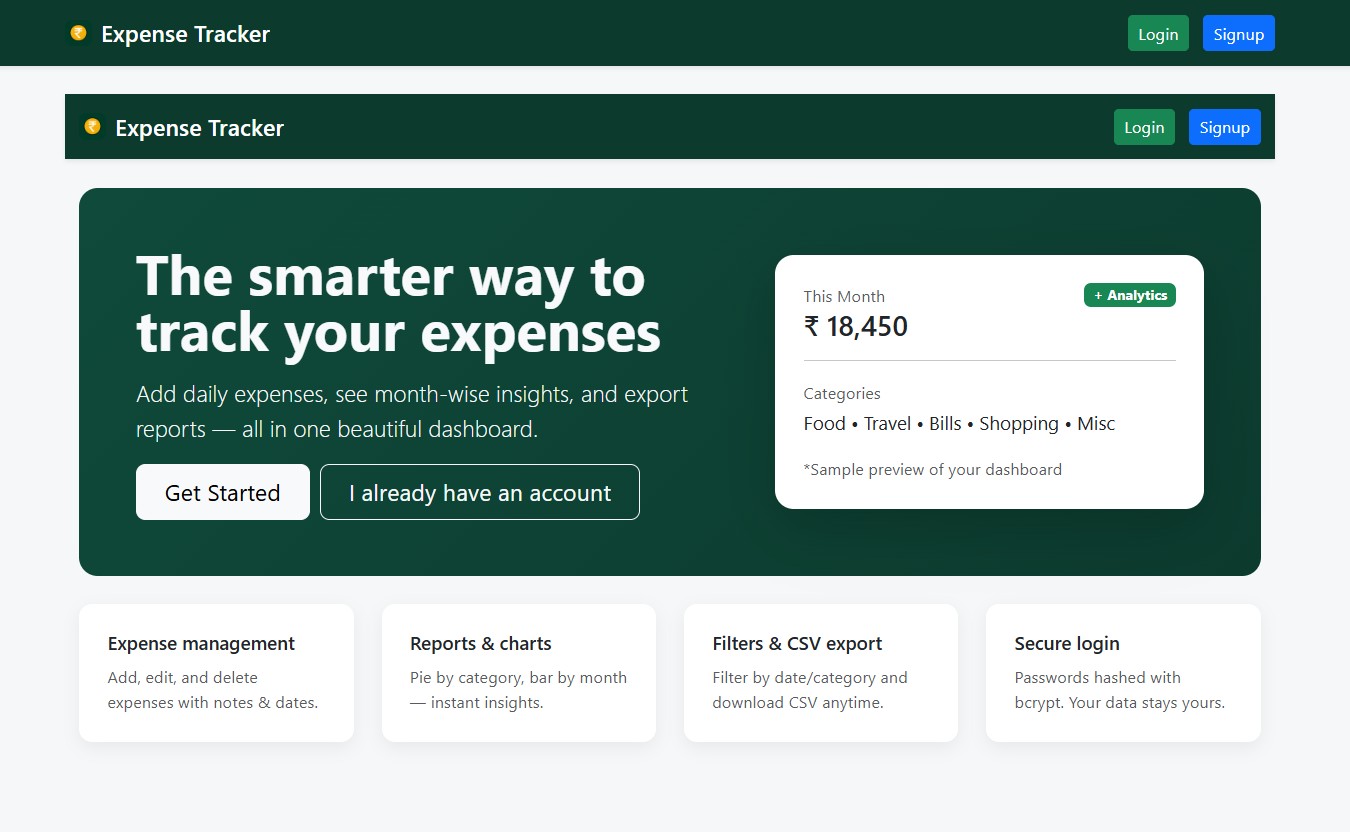 Expense Tracker
Login
Signup
Expense Tracker
Login
Signup
The smarter way to
track your expenses
Add daily expenses, see month-wise insights, and export
reports — all in one beautiful dashboard.
Get Started
I already have an account
This Month
+ Analytics
₹ 18,450
Categories
Food • Travel • Bills • Shopping • Misc
*Sample preview of your dashboard
Expense management
Add, edit, and delete
expenses with notes & dates.
Reports & charts
Pie by category, bar by month
— instant insights.
Filters & CSV export
Filter by date/category and
download CSV anytime.
Secure login
Passwords hashed with
bcrypt. Your data stays yours.